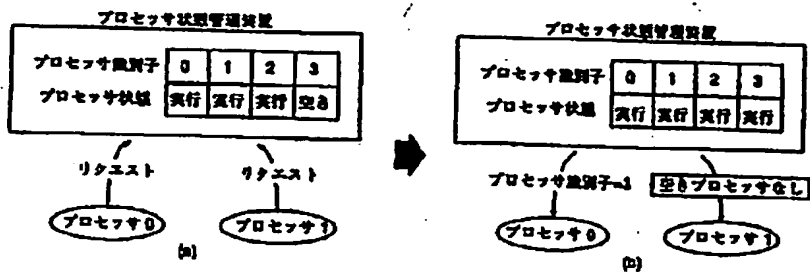 プロセッサ状態管理装置
プロセッサ識別子 0 1 2 3
プロセッサ状態 実行 実行 実行 空き
リクエスト リクエスト
プロセッサ0 プロセッサ1
(a)
プロセッサ状態管理装置
プロセッサ識別子 0 1 2 3
プロセッサ状態 実行 実行 実行 実行
プロセッサ識別子=3 空きプロセッサなし
プロセッサ0 プロセッサ1
(b)